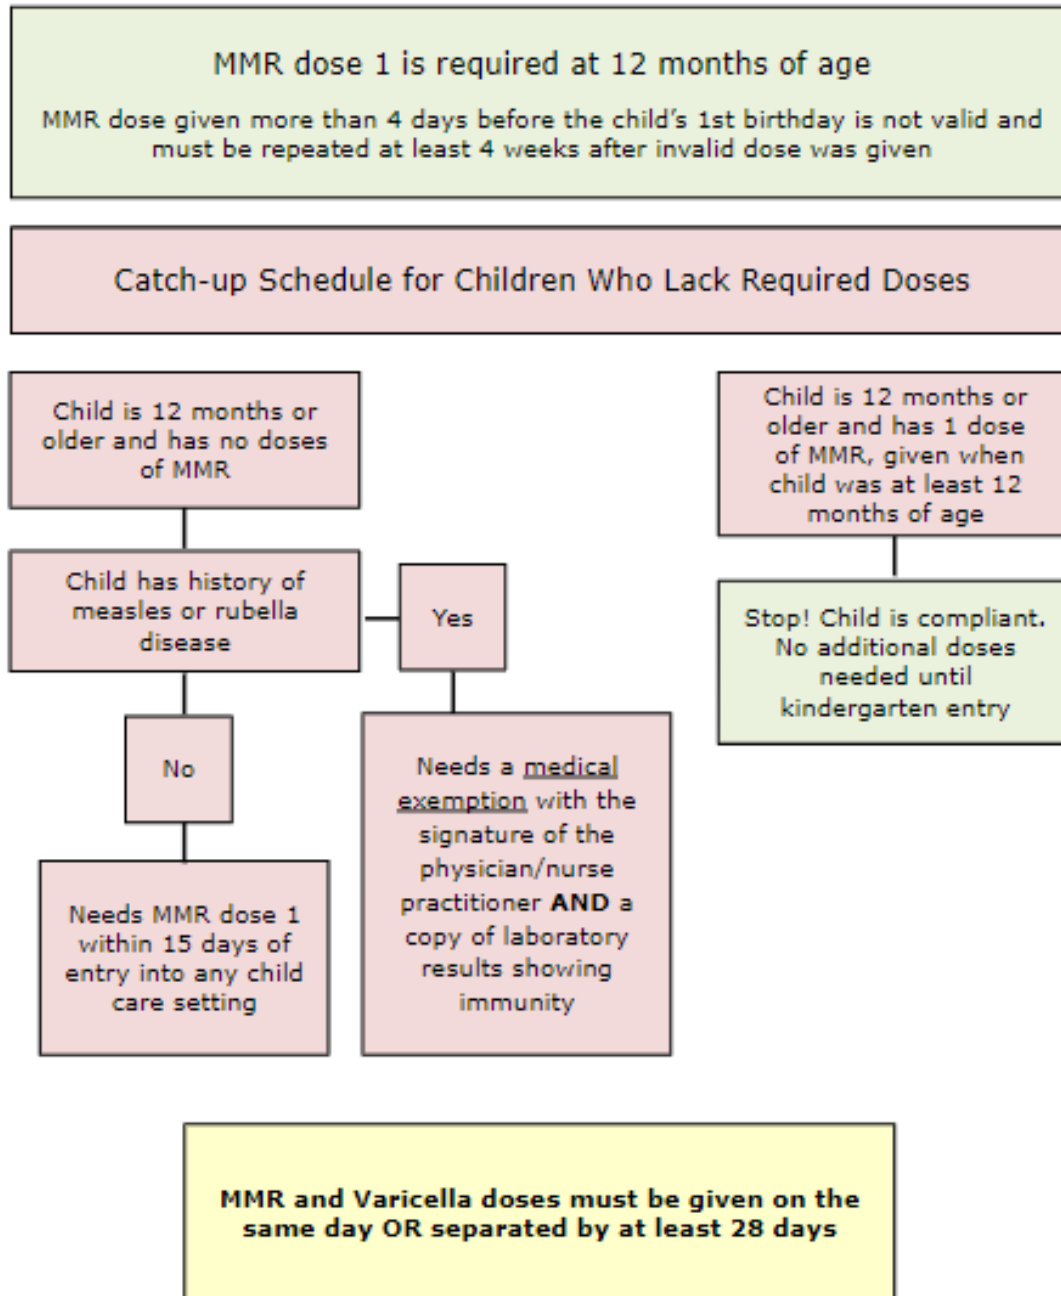 MMR dose 1 is required at 12 months of age
MMR dose given more than 4 days before the child's 1st birthday is not valid and
must be repeated at least 4 weeks after invalid dose was given
Catch-up Schedule for Children Who Lack Required Doses
Child is 12 months or
older and has no doses
of MMR
Child is 12 months or
older and has 1 dose
of MMR, given when
child was at least 12
months of age
Child has history of
measles or rubella
disease
Yes
Stop! Child is compliant.
No additional doses
needed until
kindergarten entry
No
Needs a medical
exemption with the
signature of the
physician/nurse
practitioner AND a
copy of laboratory
results showing
immunity
Needs MMR dose 1
within 15 days of
entry into any child
care setting
MMR and Varicella doses must be given on the
same day OR separated by at least 28 days